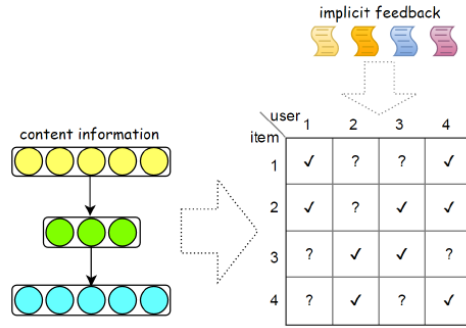 implicit feedback
content information
user
item
1 2 3 4
1 ✓ ? ? ✓
2 ✓ ? ✓ ✓
3 ? ✓ ✓ ?
4 ? ✓ ? ✓